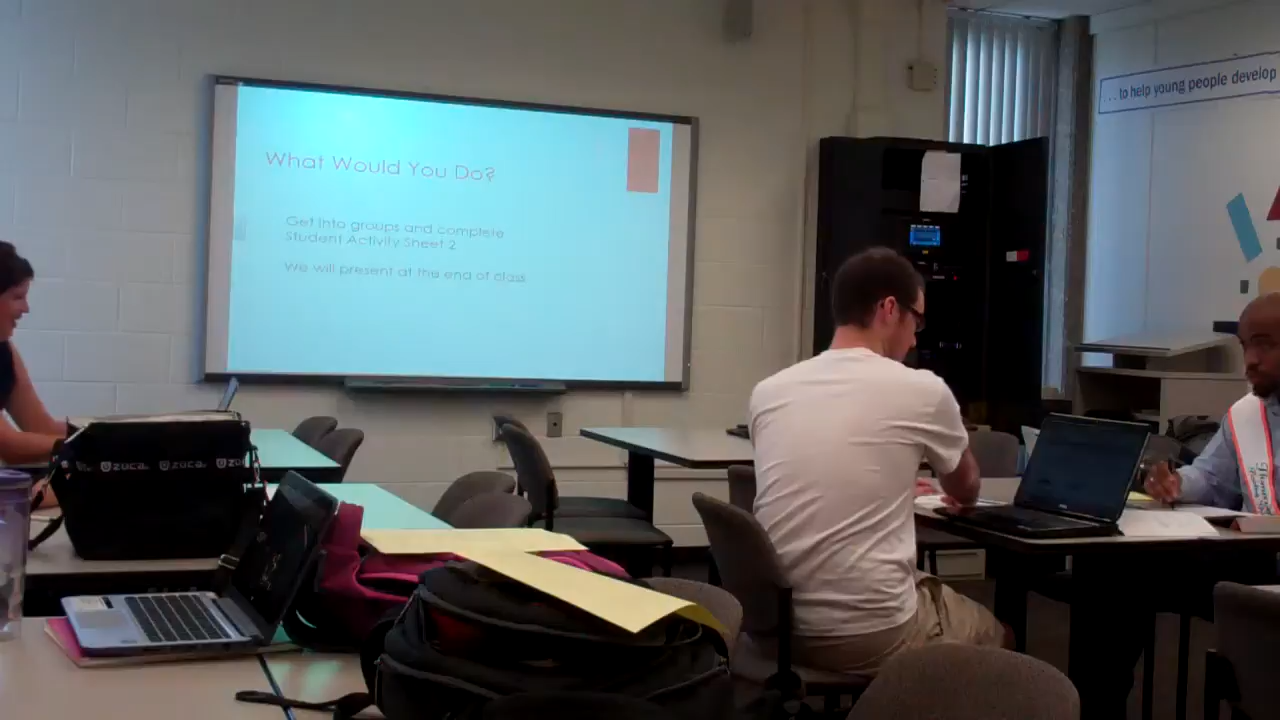 ... to help young people develop
What Would You Do?
Get into groups and complete
Student Activity Sheet 2
We will present at the end of class
ZUCA ZUCA ZUCA